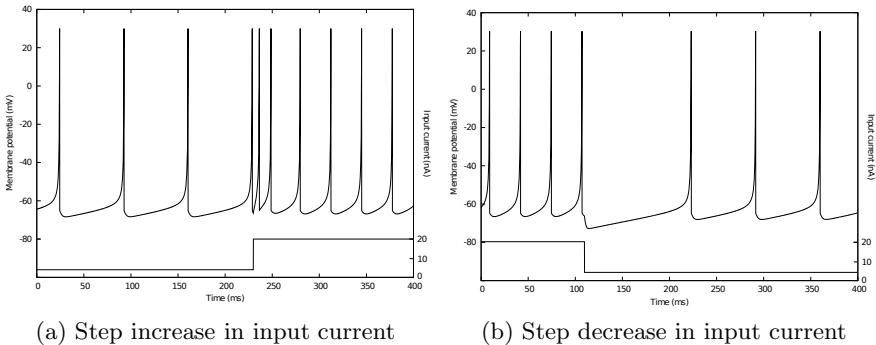 40
20
0
-20
-40
-60
-80
Membrane potential (mV)
Input current (nA)
20
10
0
0 50 100 150 200 250 300 350 400
Time (ms)
(a) Step increase in input current
40
20
0
-20
-40
-60
-80
-100
Membrane potential (mV)
Input current (nA)
20
10
0
0 50 100 150 200 250 300 350 400
Time (ms)
(b) Step decrease in input current